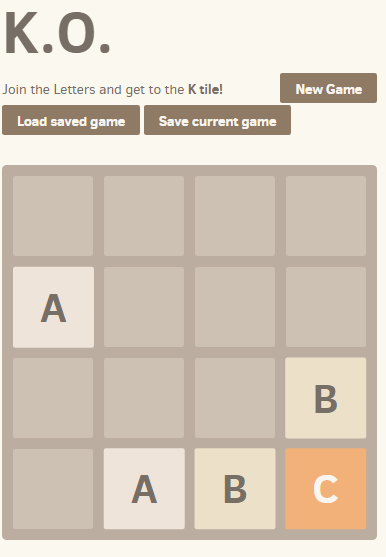 K.O.
Join the Letters and get to the K tile!
New Game
Load saved game
Save current game
A
B
A B C